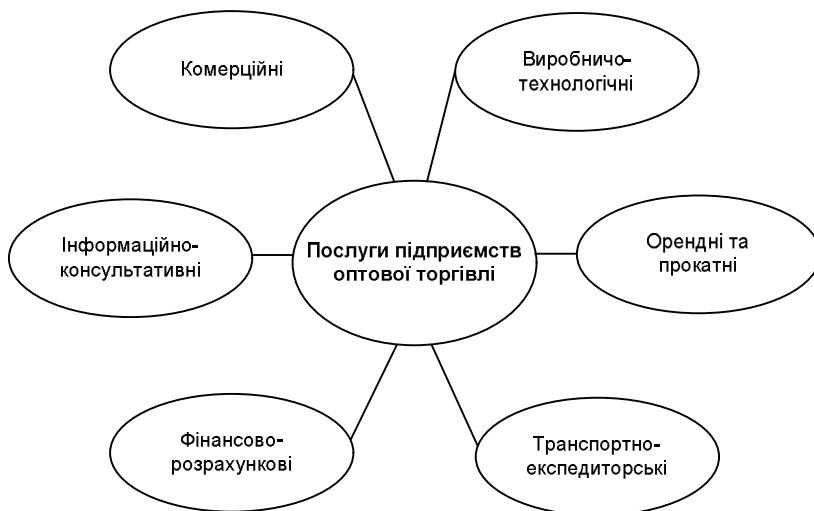 Комерційні
Виробничо-
технологічні
Інформаційно-
консультативні
Послуги підприємств
оптової торгівлі
Орендні та
прокатні
Фінансово-
розрахункові
Транспортно-
експедиторські